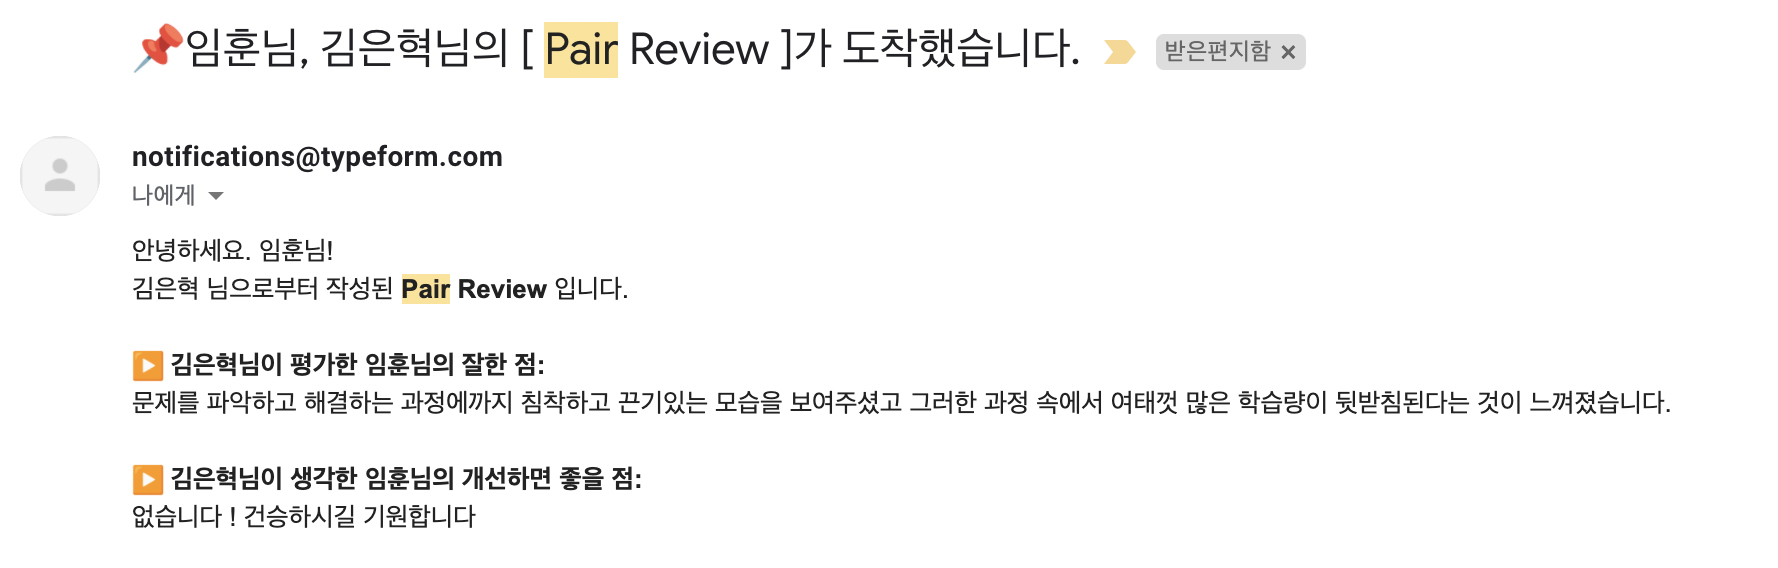 📌임훈님, 김은혁님의 [ Pair Review ]가 도착했습니다. 받은편지함 ×
notifications@typeform.com
나에게
안녕하세요. 임훈님!
김은혁 님으로부터 작성된 Pair Review 입니다.
▶️ 김은혁님이 평가한 임훈님의 잘한 점:
문제를 파악하고 해결하는 과정에까지 침착하고 끈기있는 모습을 보여주셨고 그러한 과정 속에서 여태껏 많은 학습량이 뒷받침된다는 것이 느껴졌습니다.
▶️ 김은혁님이 생각한 임훈님의 개선하면 좋을 점:
없습니다 ! 건승하시길 기원합니다